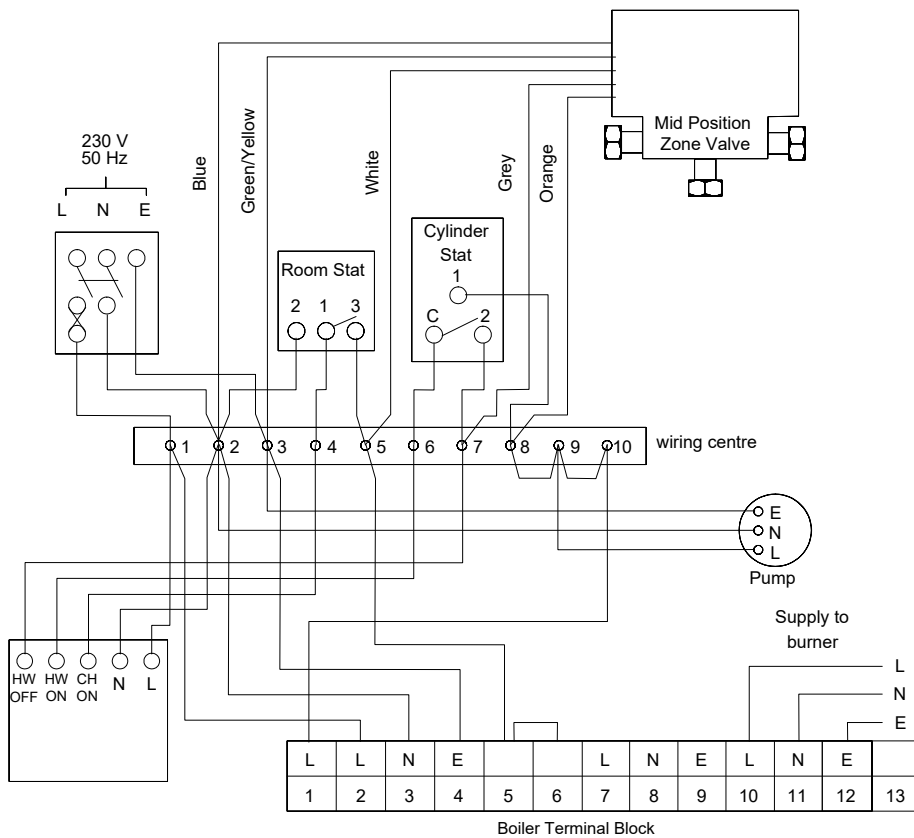 230 V
50 Hz
L N E
Blue
Green/Yellow
White
Grey
Orange
Mid Position
Zone Valve
Room Stat
2 1 3
Cylinder
Stat
1
C 2
1 2 3 4 5 6 7 8 9 10
wiring centre
E
N
L
Pump
HW
OFF
HW
ON
CH
ON
N
L
Supply to
burner
L
N
E
L L N E L N E L N E
1 2 3 4 5 6 7 8 9 10 11 12 13
Boiler Terminal Block